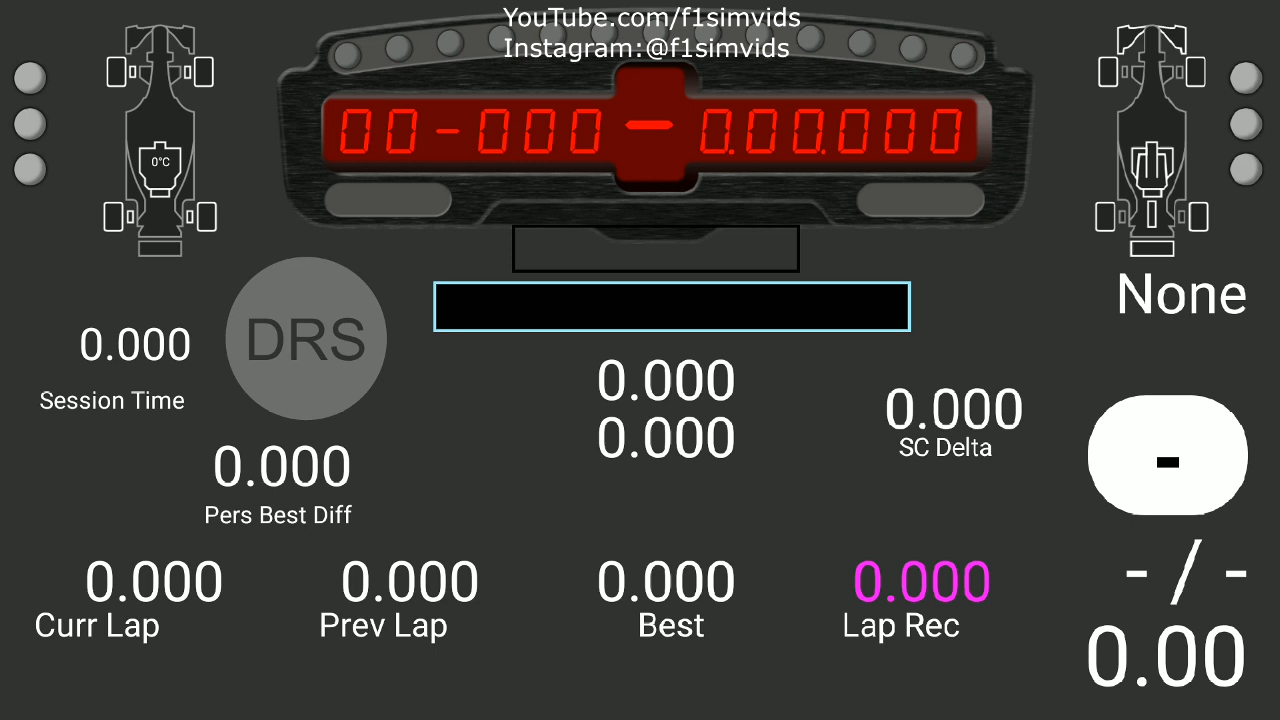 YouTube.com/f1simvids
Instagram:@f1simvids
00-000 - 0.00.000
0°C
None
0.000
Session Time
DRS
0.000
0.000
0.000
SC Delta
0.000
Pers Best Diff
-
0.000
Curr Lap
0.000
Prev Lap
0.000
Best
0.000
Lap Rec
- / -
0.00